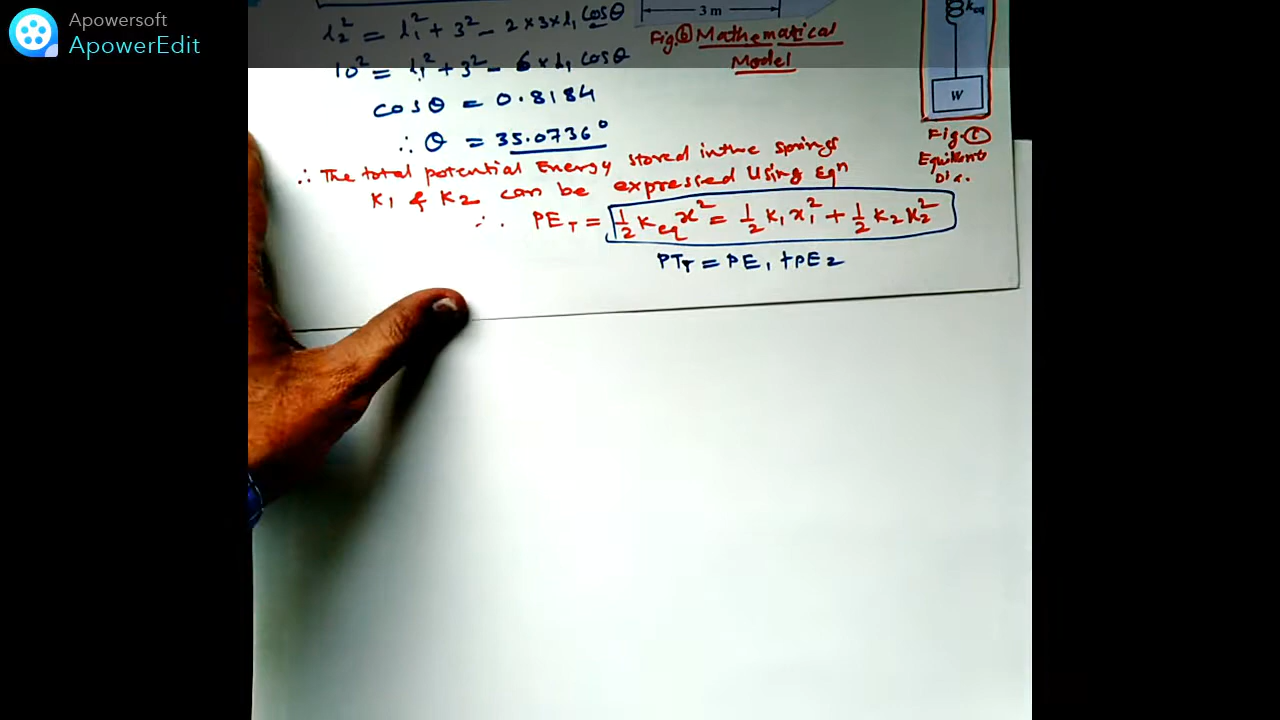 Apowersoft
ApowerEdit
l₂² = l₁² + 3² - 2×3×l₁ cosθ
10² = l₁² + 3² - 6×l₁ cosθ
cosθ = 0.8184
∴ θ = 35.0736°
3 m
Fig.ⓑ Mathematical
Model
k_eq
W
Fig.ⓒ
∴ The total potential Energy stored in the springs
K₁ & K₂ can be expressed Using Eqⁿ
∴ PE_T = ½ K_eq x² = ½ K₁ x₁² + ½ K₂ x₂²
PT_T = PE₁ + PE₂